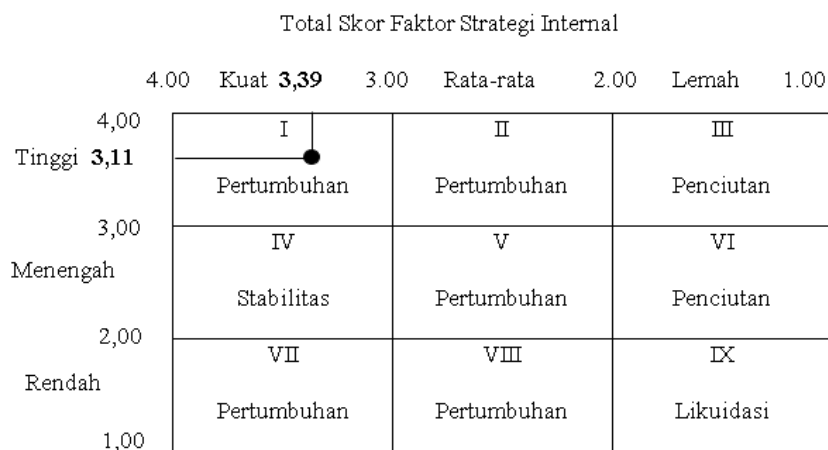 Total Skor Faktor Strategi Internal
4.00 Kuat 3,39 3.00 Rata-rata 2.00 Lemah 1.00
4,00
I II III
Tinggi 3,11
Pertumbuhan Pertumbuhan Penciutan
3,00
IV V VI
Menengah
Stabilitas Pertumbuhan Penciutan
2,00
VII VIII IX
Rendah
Pertumbuhan Pertumbuhan Likuidasi
1,00